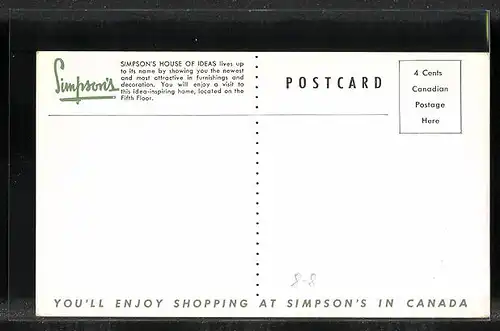 Simpson's
SIMPSON'S HOUSE OF IDEAS lives up
to its name by showing you the newest
and most attractive in furnishings and
decoration. You will enjoy a visit to
this idea-inspiring home, located on the
Fifth Floor.
POSTCARD
4 Cents
Canadian
Postage
Here
8-8
YOU'LL ENJOY SHOPPING AT SIMPSON'S IN CANADA